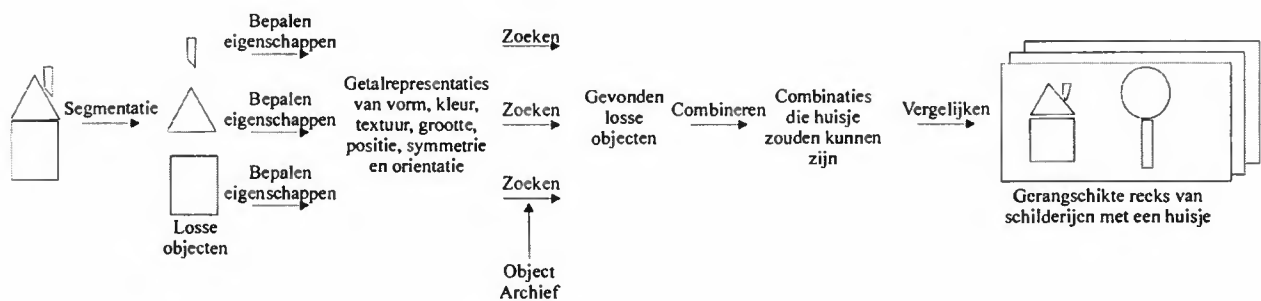 Segmentatie
Bepalen
eigenschappen
Bepalen
eigenschappen
Bepalen
eigenschappen
Losse
objecten
Getalrepresentaties
van vorm, kleur,
textuur, grootte,
positie, symmetrie
en orientatie
Zoeken
Zoeken
Zoeken
Object
Archief
Gevonden
losse
objecten
Combineren
Combinaties
die huisje
zouden kunnen
zijn
Vergelijken
Gerangschikte recks van
schilderijen met een huisje